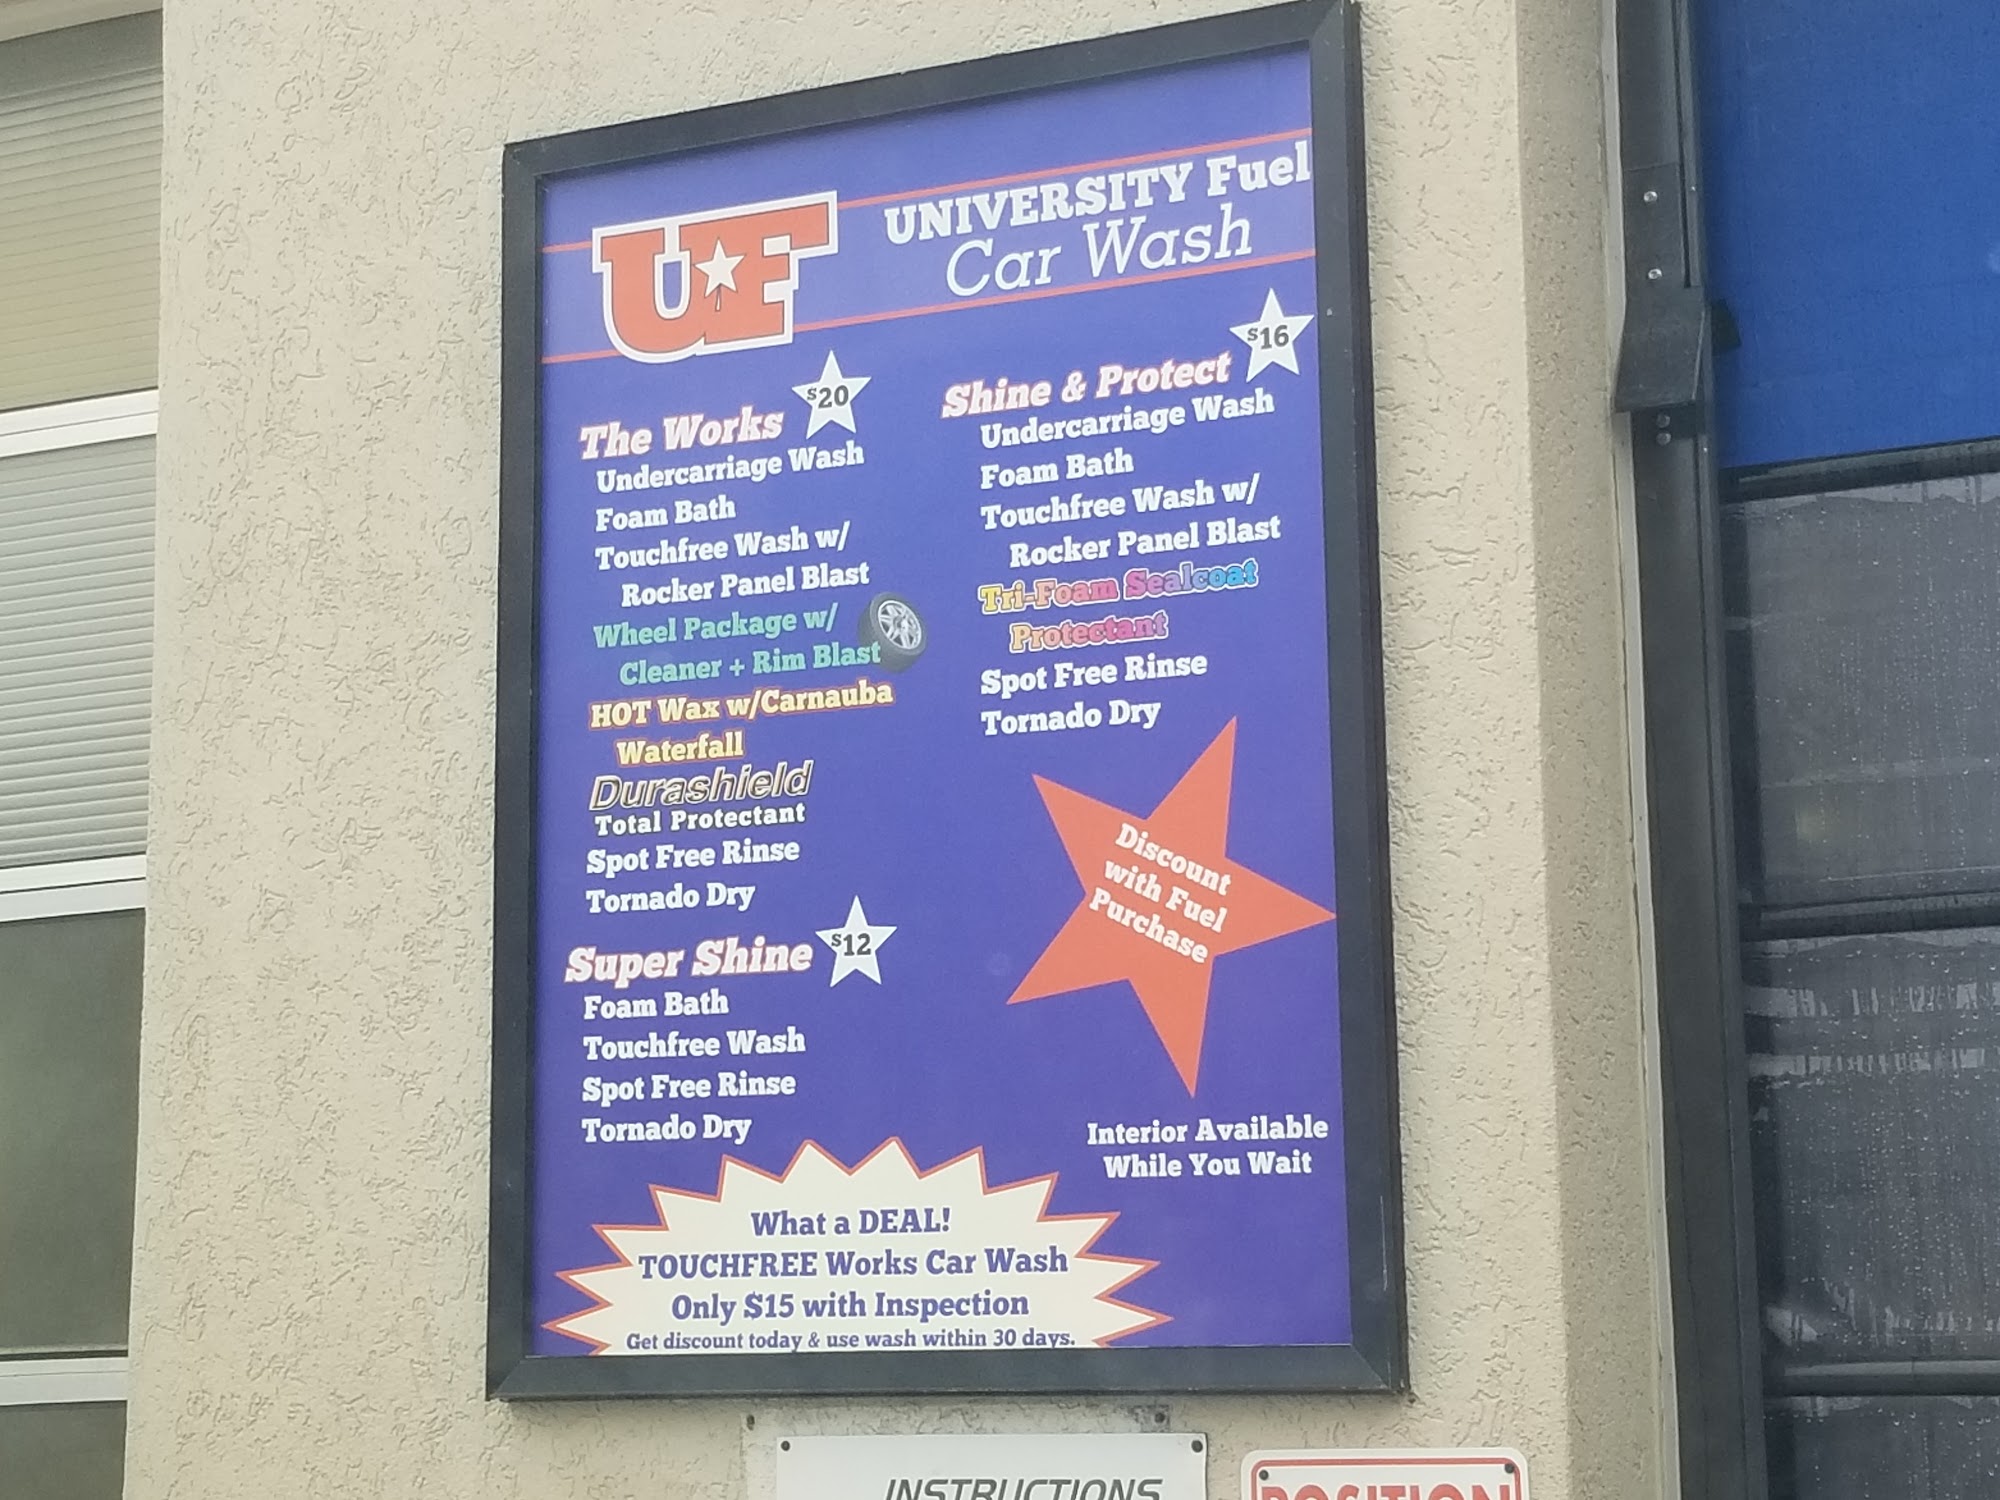 UF
UNIVERSITY Fuel
Car Wash
The Works $20
Undercarriage Wash
Foam Bath
Touchfree Wash w/
Rocker Panel Blast
Wheel Package w/
Cleaner + Rim Blast
HOT Wax w/Carnauba
Waterfall
Durashield
Total Protectant
Spot Free Rinse
Tornado Dry
Super Shine $12
Foam Bath
Touchfree Wash
Spot Free Rinse
Tornado Dry
Shine & Protect $16
Undercarriage Wash
Foam Bath
Touchfree Wash w/
Rocker Panel Blast
Tri-Foam Sealcoat
Protectant
Spot Free Rinse
Tornado Dry
Discount
with Fuel
Purchase
Interior Available
While You Wait
What a DEAL!
TOUCHFREE Works Car Wash
Only $15 with Inspection
Get discount today & use wash within 30 days.
INSTRUCTIONS
POSITION